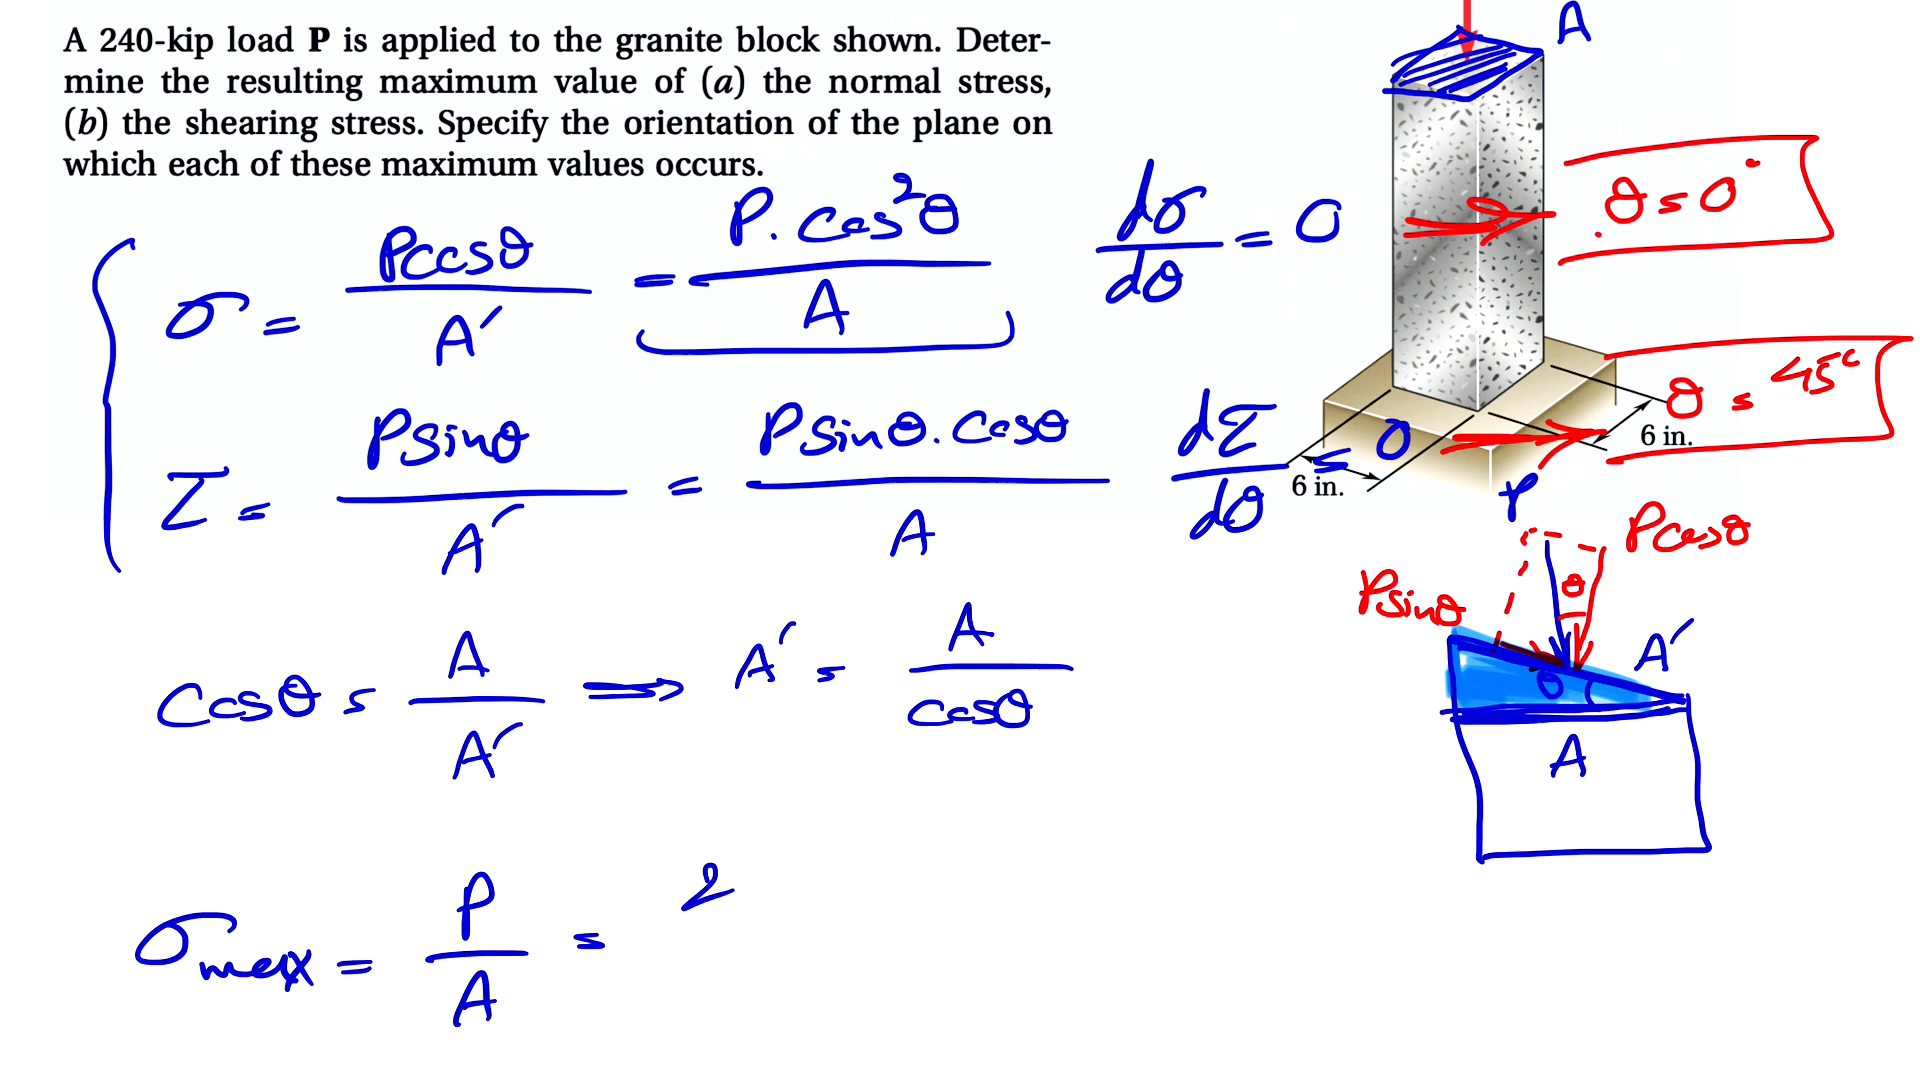 A 240-kip load P is applied to the granite block shown. Deter-
mine the resulting maximum value of (a) the normal stress,
(b) the shearing stress. Specify the orientation of the plane on
which each of these maximum values occurs.
A
σ = Pcosθ / A′ = P. cos²θ / A
dσ / dθ = 0
θ = 0°
τ = Psinθ / A′ = Psinθ. cosθ / A
dτ / dθ = 0
θ = 45°
6 in.
6 in.
P
Pcosθ
Psinθ
θ
A′
θ
A
cosθ = A / A′ ⟹ A′ = A / cosθ
σmax = P / A = 2